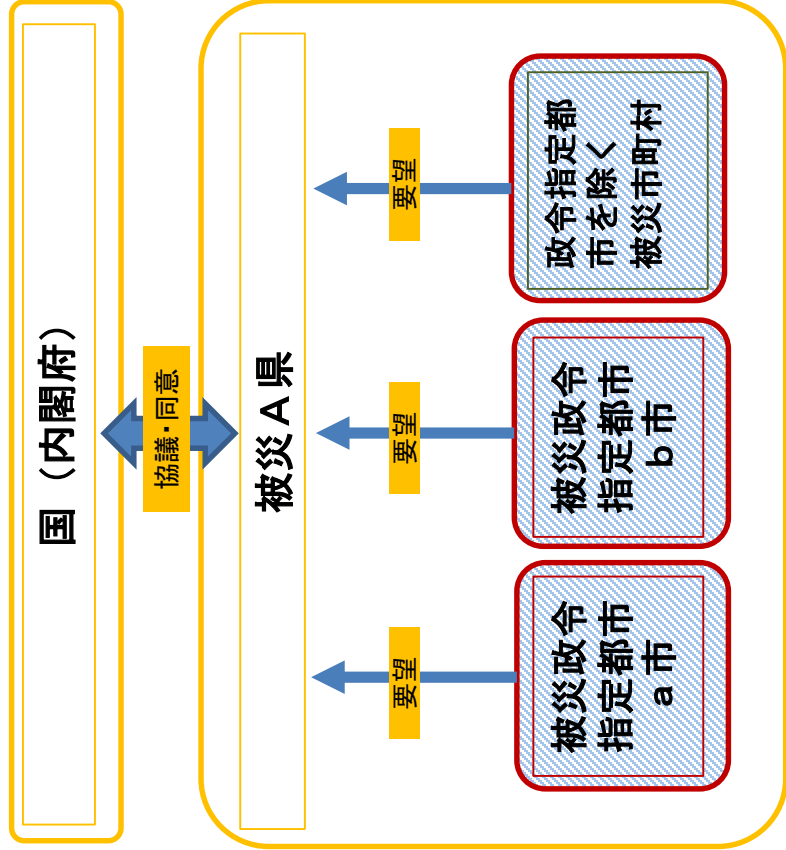 国（内閣府）
協議・同意
被災Ａ県
要望
要望
要望
被災政令
指定都市
ａ市
被災政令
指定都市
ｂ市
政令指定都
市を除く
被災市町村